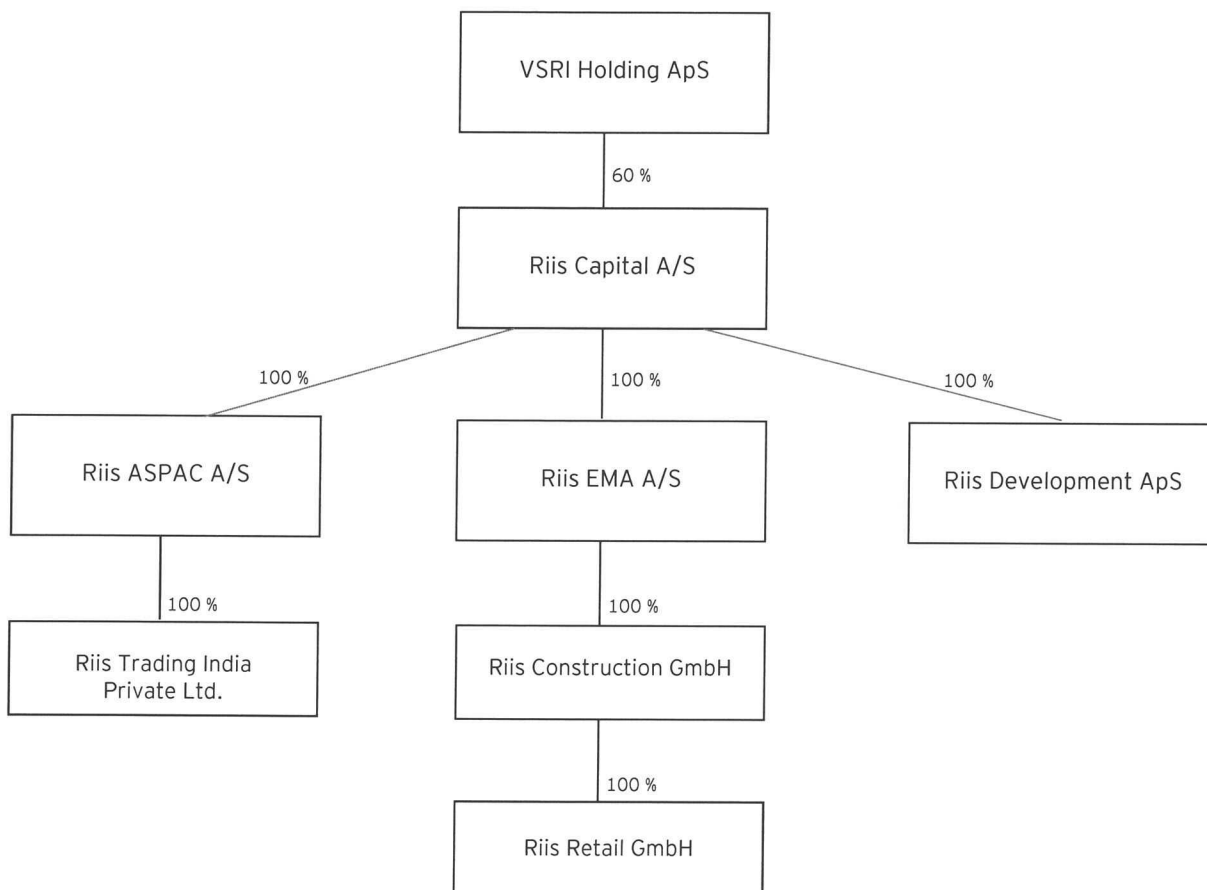 VSRI Holding ApS
60 %
Riis Capital A/S
100 %
100 %
100 %
Riis ASPAC A/S
Riis EMA A/S
Riis Development ApS
100 %
100 %
Riis Trading India
Private Ltd.
Riis Construction GmbH
100 %
Riis Retail GmbH